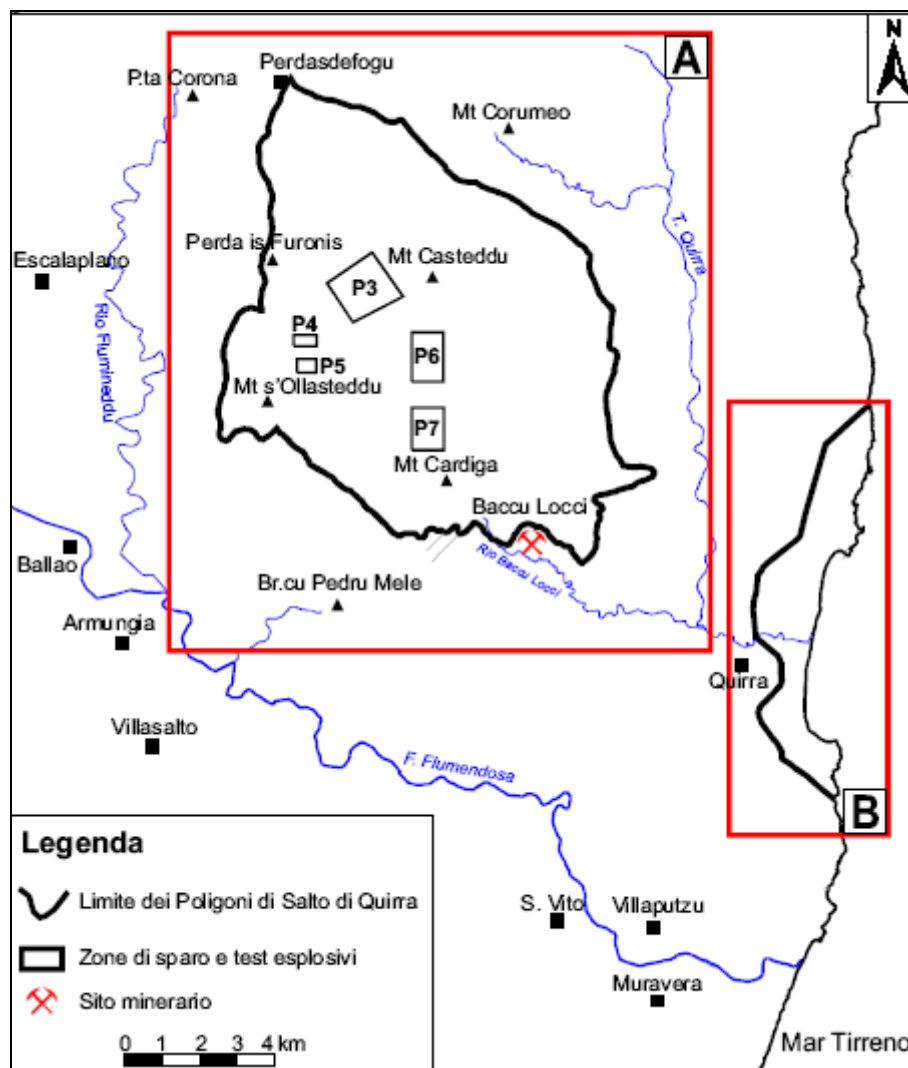 N
A
Perdasdefogu
P.ta Corona
Mt Corumeo
T. Quirra
Perda is Furonis
Mt Casteddu
Escalaplano
P3
Rio Flumineddu
P4
P6
P5
Mt s'Ollasteddu
P7
Mt Cardiga
Baccu Locci
Ballao
Rio Baccu Locci
Br.cu Pedru Mele
Armungia
Quirra
Villasalto
F. Flumendosa
B
Legenda
Limite dei Poligoni di Salto di Quirra
S. Vito
Villaputzu
Zone di sparo e test esplosivi
Sito minerario
Muravera
0 1 2 3 4 km
Mar Tirreno